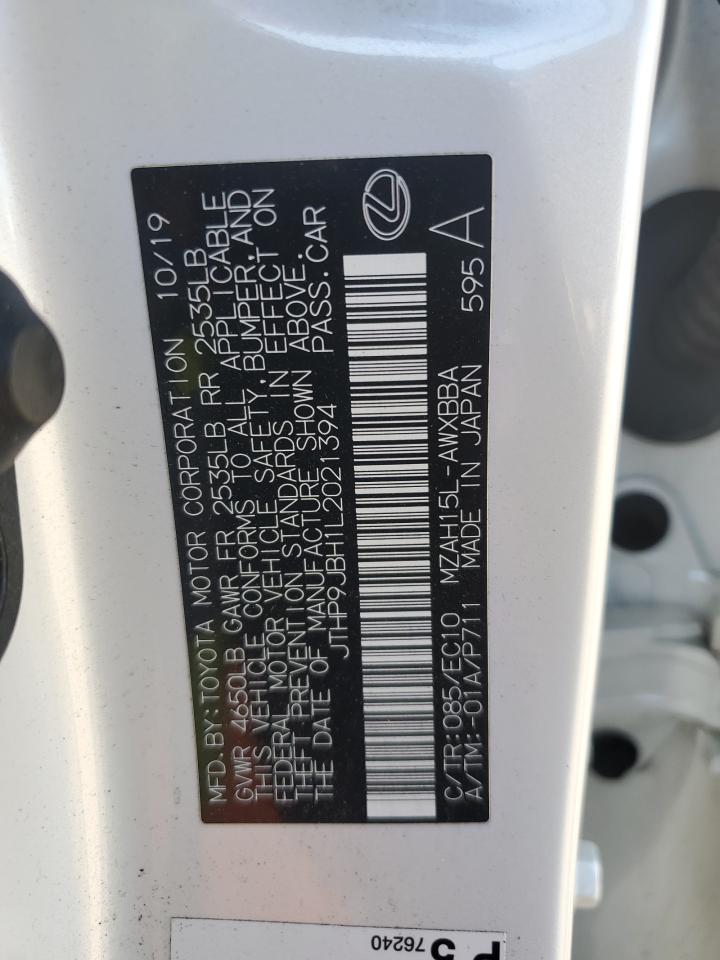 MFD.BY:TOYOTA MOTOR CORPORATION 10/19
GVWR 4650LB GAWR FR 2535LB RR 2535LB
THIS VEHICLE CONFORMS TO ALL APPLICABLE
FEDERAL MOTOR VEHICLE SAFETY,BUMPER,AND
THEFT PREVENTION STANDARDS IN EFFECT ON
THE DATE OF MANUFACTURE SHOWN ABOVE.
JTHP9JBH1L2021394 PASS.CAR
C/TR:085/EC10 MZAH15L-AWXBBA
A/TM:-01A/P711 MADE IN JAPAN 595 A
P 5
76240